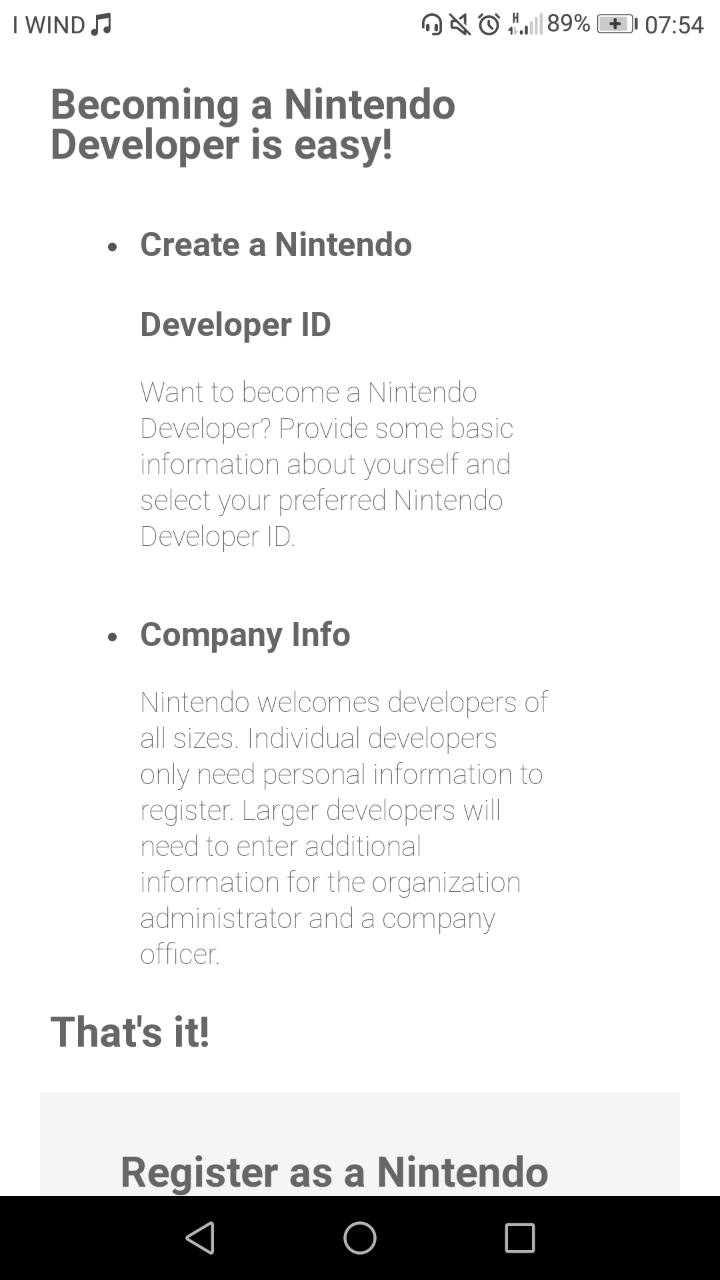 I WIND
H
89%
07:54
Becoming a Nintendo
Developer is easy!
Create a Nintendo
Developer ID
Want to become a Nintendo
Developer? Provide some basic
information about yourself and
select your preferred Nintendo
Developer ID.
Company Info
Nintendo welcomes developers of
all sizes. Individual developers
only need personal information to
register. Larger developers will
need to enter additional
information for the organization
administrator and a company
officer.
That's it!
Register as a Nintendo